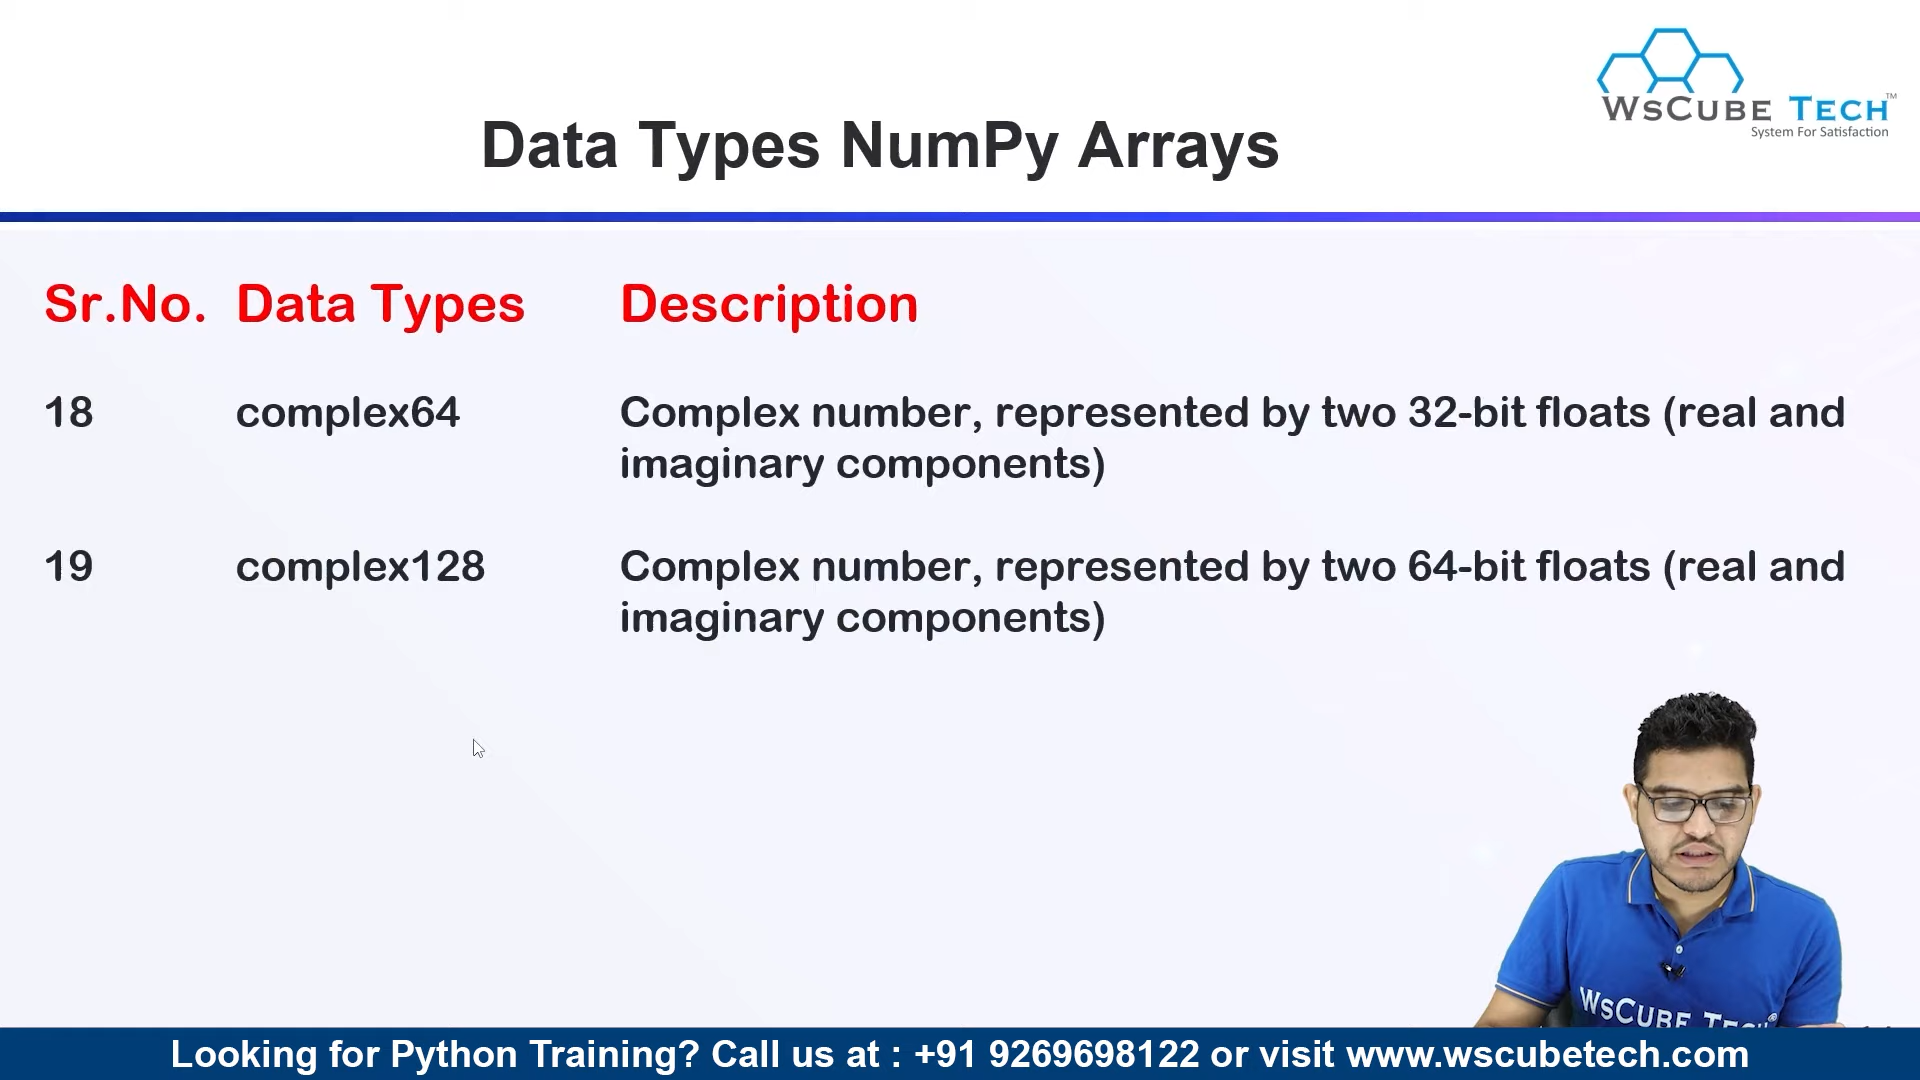 WsCube Tech™
System For Satisfaction
Data Types NumPy Arrays
Sr.No. Data Types Description
18 complex64 Complex number, represented by two 32-bit floats (real and
imaginary components)
19 complex128 Complex number, represented by two 64-bit floats (real and
imaginary components)
WsCube Tech®
Looking for Python Training? Call us at : +91 9269698122 or visit www.wscubetech.com